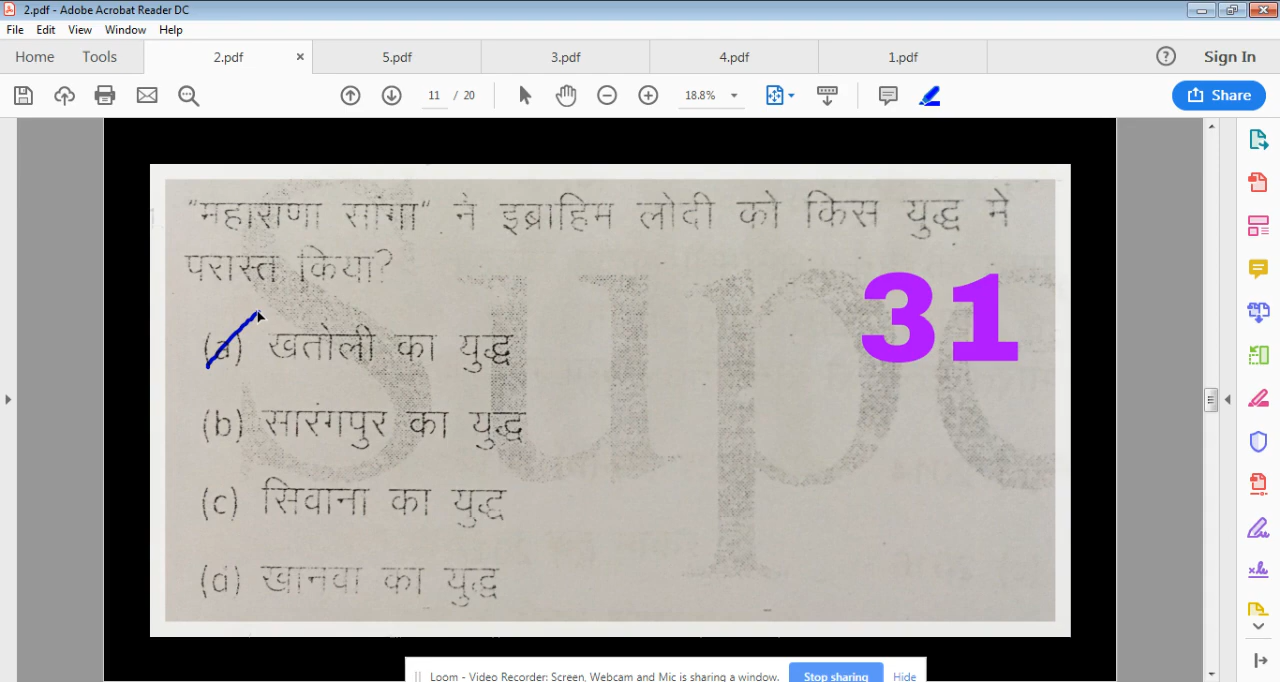 2.pdf - Adobe Acrobat Reader DC
File Edit View Window Help
Home Tools 2.pdf × 5.pdf 3.pdf 4.pdf 1.pdf ? Sign In
11 / 20 18.8% Share
"महाराणा सांगा" ने इब्राहिम लोदी को किस युद्ध मे
परास्त किया?
31
(a) खतोली का युद्ध
(b) सारंगपुर का युद्ध
(c) सिवाना का युद्ध
(d) खानवा का युद्ध
Sup
Loom - Video Recorder: Screen, Webcam and Mic is sharing a window. Stop sharing Hide